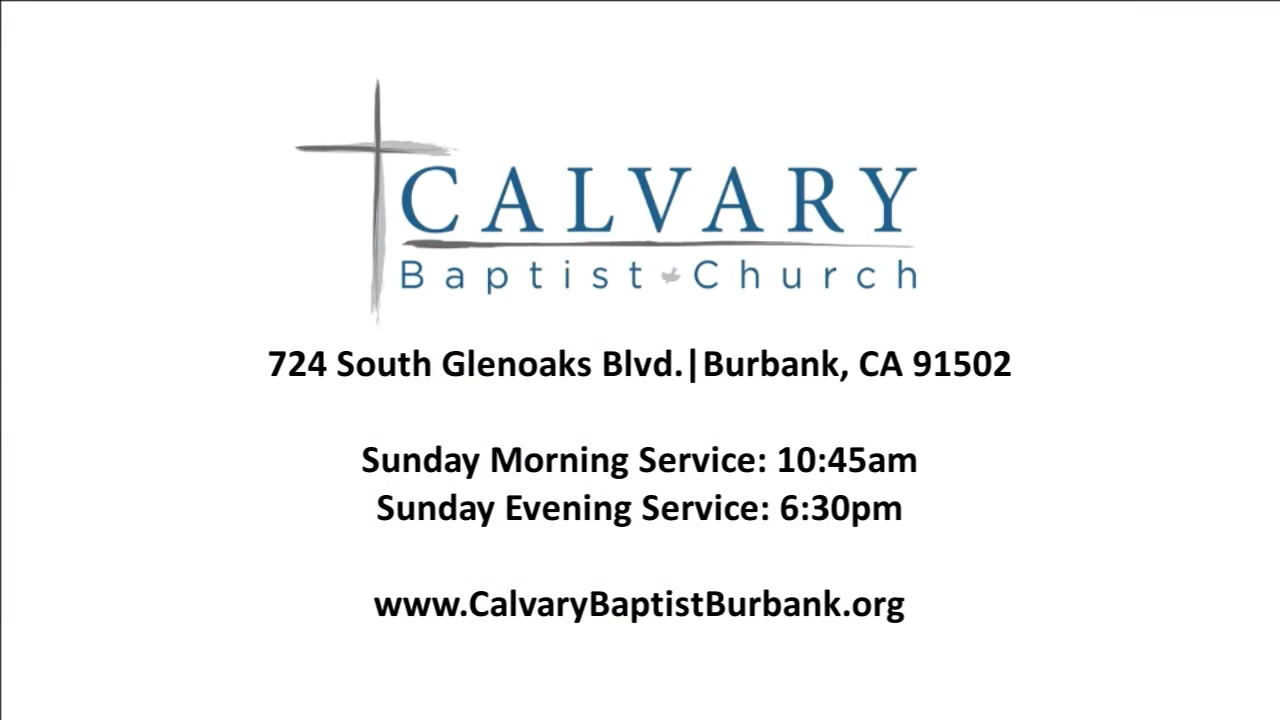 CALVARY
Baptist Church
724 South Glenoaks Blvd.|Burbank, CA 91502
Sunday Morning Service: 10:45am
Sunday Evening Service: 6:30pm
www.CalvaryBaptistBurbank.org